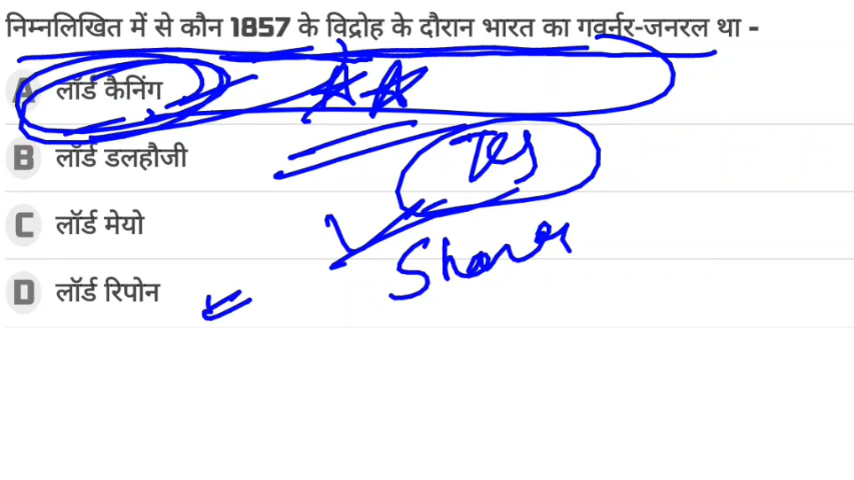 निम्नलिखित में से कौन 1857 के विद्रोह के दौरान भारत का गवर्नर-जनरल था -
A लॉर्ड कैनिंग
B लॉर्ड डलहौजी
C लॉर्ड मेयो
D लॉर्ड रिपोन